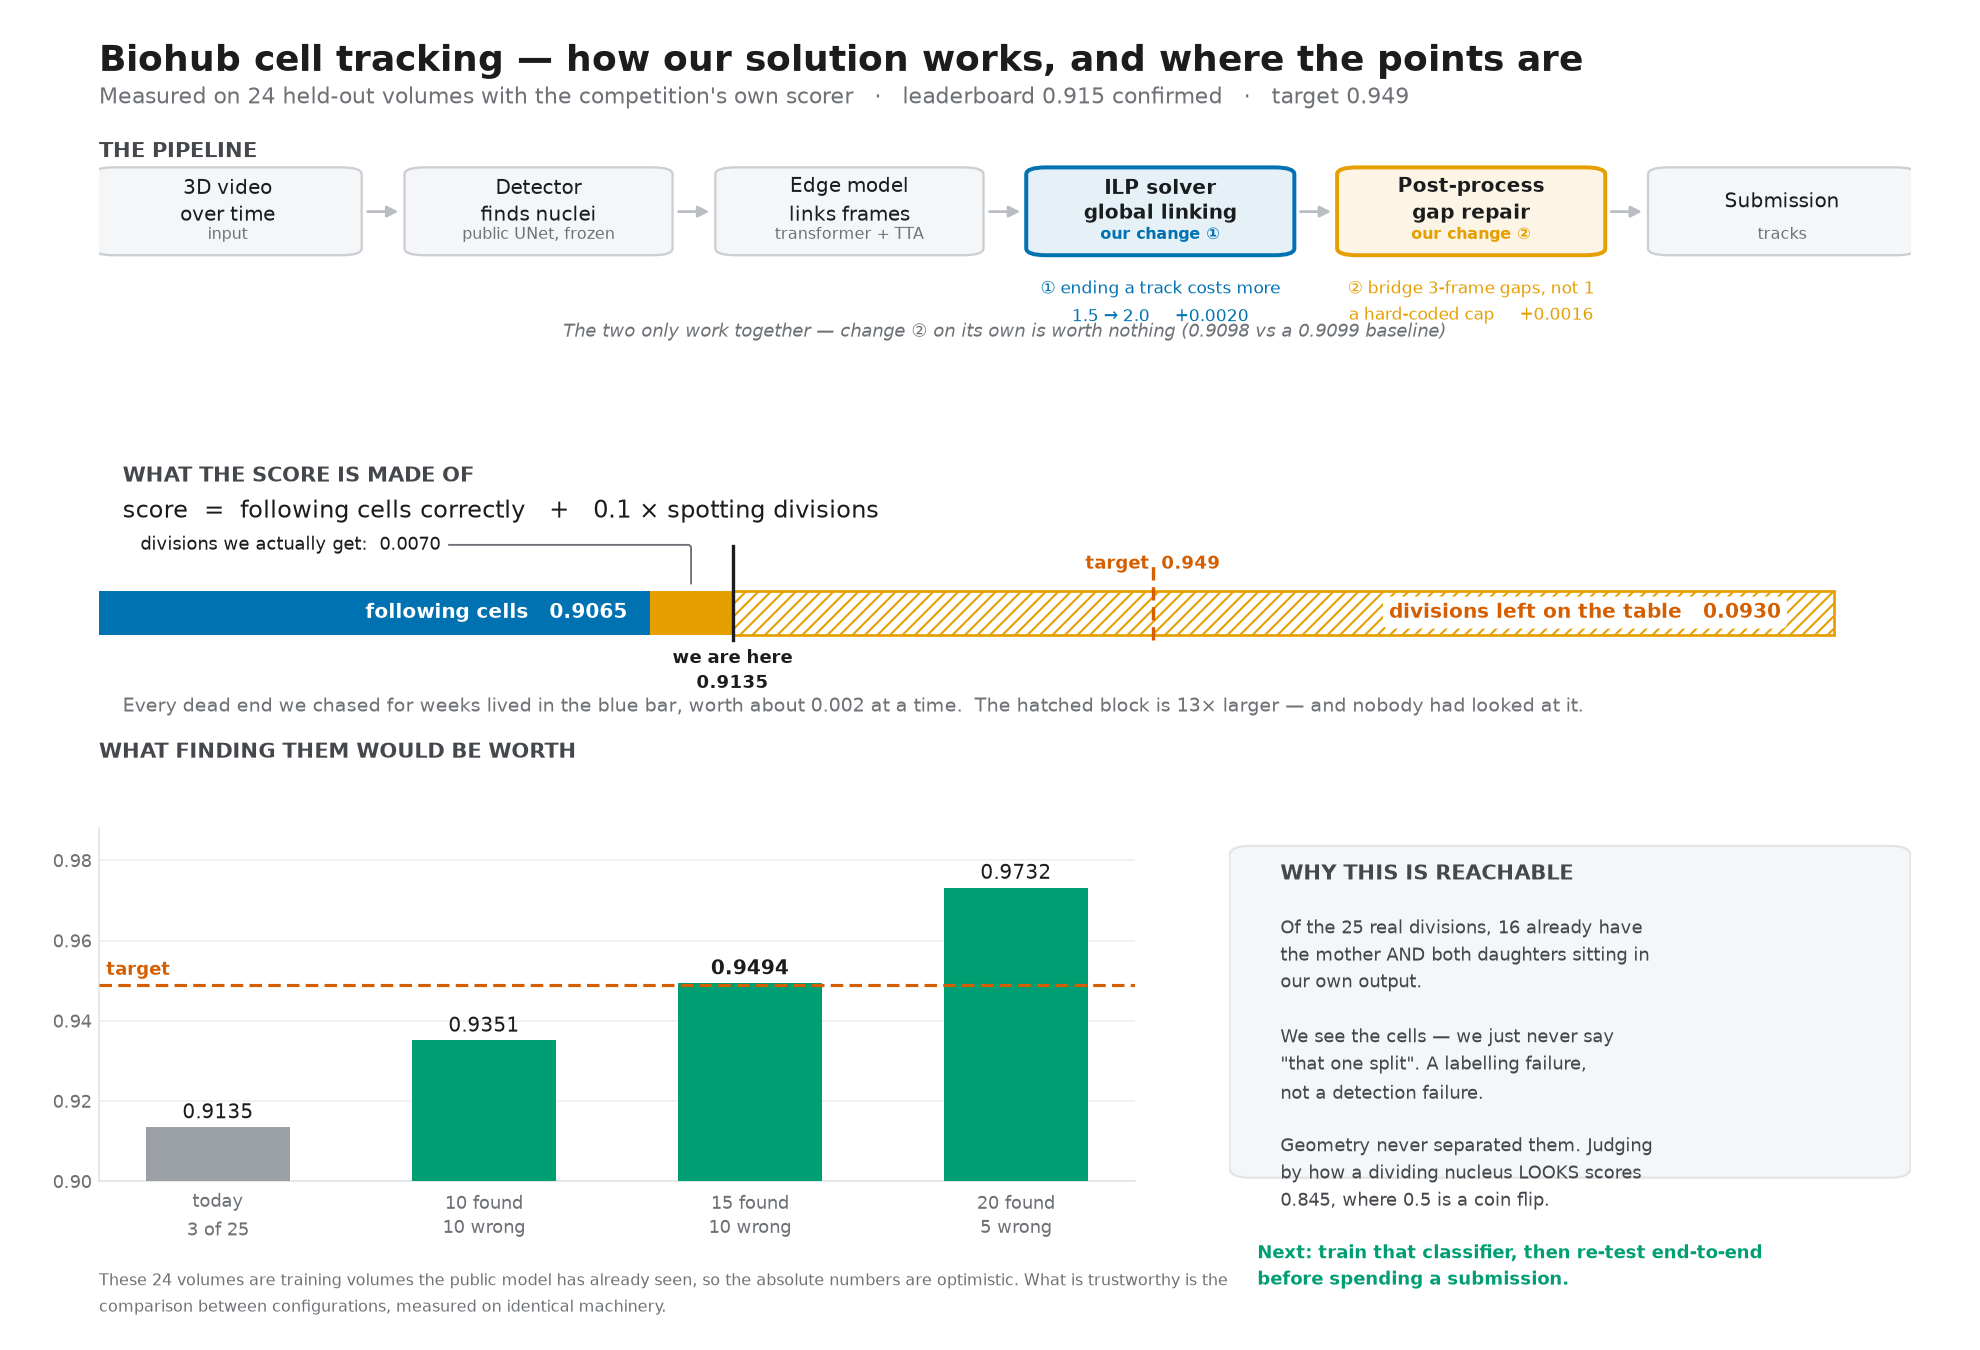 Biohub cell tracking — how our solution works, and where the points are
Measured on 24 held-out volumes with the competition's own scorer · leaderboard 0.915 confirmed · target 0.949
THE PIPELINE
3D video
over time
input
Detector
finds nuclei
public UNet, frozen
Edge model
links frames
transformer + TTA
ILP solver
global linking
our change ①
Post-process
gap repair
our change ②
Submission
tracks
① ending a track costs more
1.5 → 2.0 +0.0020
② bridge 3-frame gaps, not 1
a hard-coded cap +0.0016
The two only work together — change ② on its own is worth nothing (0.9098 vs a 0.9099 baseline)
WHAT THE SCORE IS MADE OF
score = following cells correctly + 0.1 × spotting divisions
divisions we actually get: 0.0070
target 0.949
following cells 0.9065
divisions left on the table 0.0930
we are here
0.9135
Every dead end we chased for weeks lived in the blue bar, worth about 0.002 at a time. The hatched block is 13× larger — and nobody had looked at it.
WHAT FINDING THEM WOULD BE WORTH
0.98
0.96
0.94
0.92
0.90
target
0.9135
0.9351
0.9494
0.9732
today
3 of 25
10 found
10 wrong
15 found
10 wrong
20 found
5 wrong
WHY THIS IS REACHABLE
Of the 25 real divisions, 16 already have
the mother AND both daughters sitting in
our own output.
We see the cells — we just never say
"that one split". A labelling failure,
not a detection failure.
Geometry never separated them. Judging
by how a dividing nucleus LOOKS scores
0.845, where 0.5 is a coin flip.
Next: train that classifier, then re-test end-to-end
before spending a submission.
These 24 volumes are training volumes the public model has already seen, so the absolute numbers are optimistic. What is trustworthy is the
comparison between configurations, measured on identical machinery.